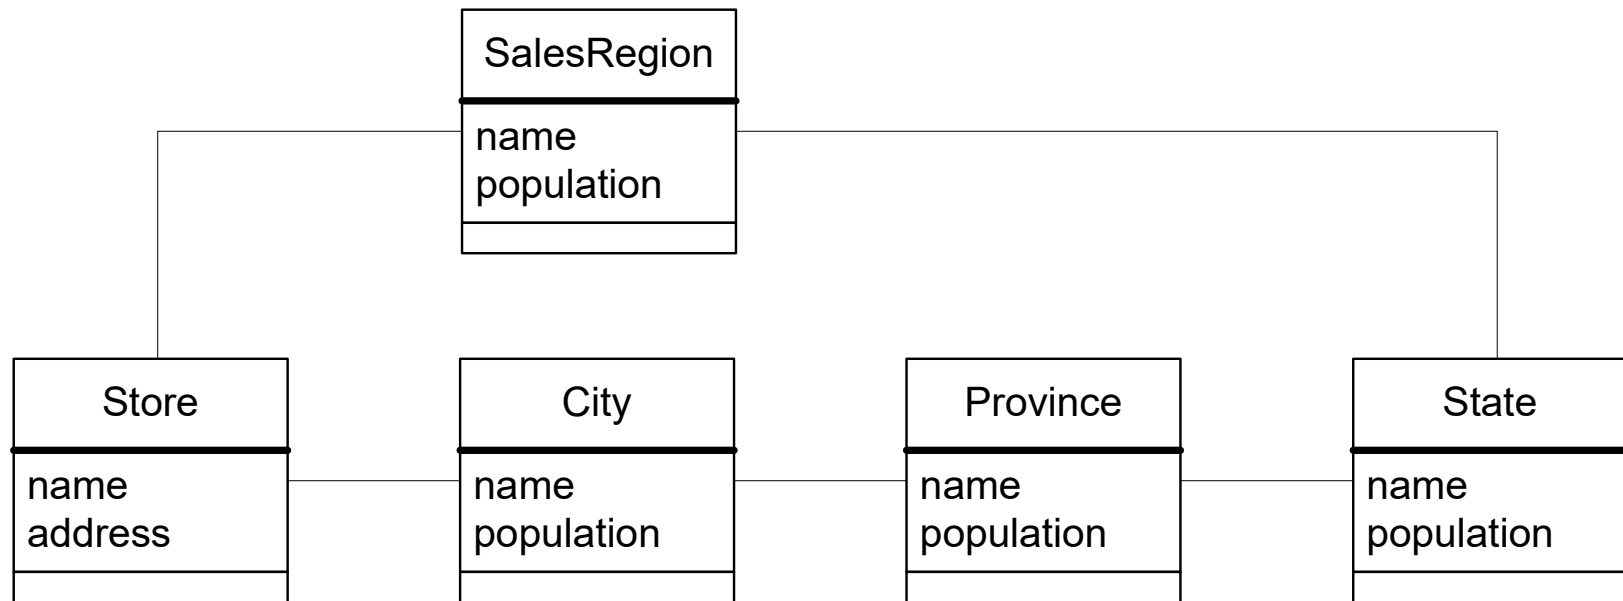 SalesRegion
name
population
Store
name
address
City
name
population
Province
name
population
State
name
population